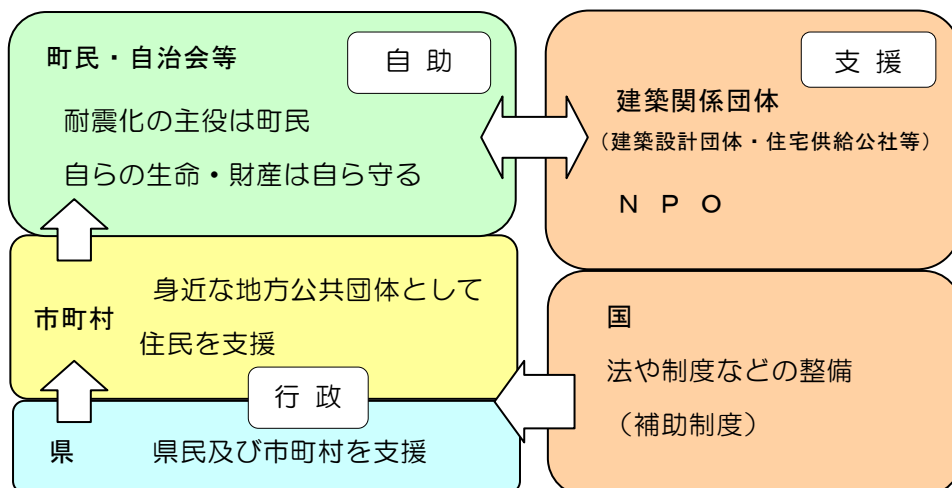 町民・自治会等
自 助
耐震化の主役は町民
自らの生命・財産は自ら守る
支 援
建築関係団体
（建築設計団体・住宅供給公社等）
Ｎ Ｐ Ｏ
市町村
身近な地方公共団体として
住民を支援
行 政
県
県民及び市町村を支援
国
法や制度などの整備
（補助制度）